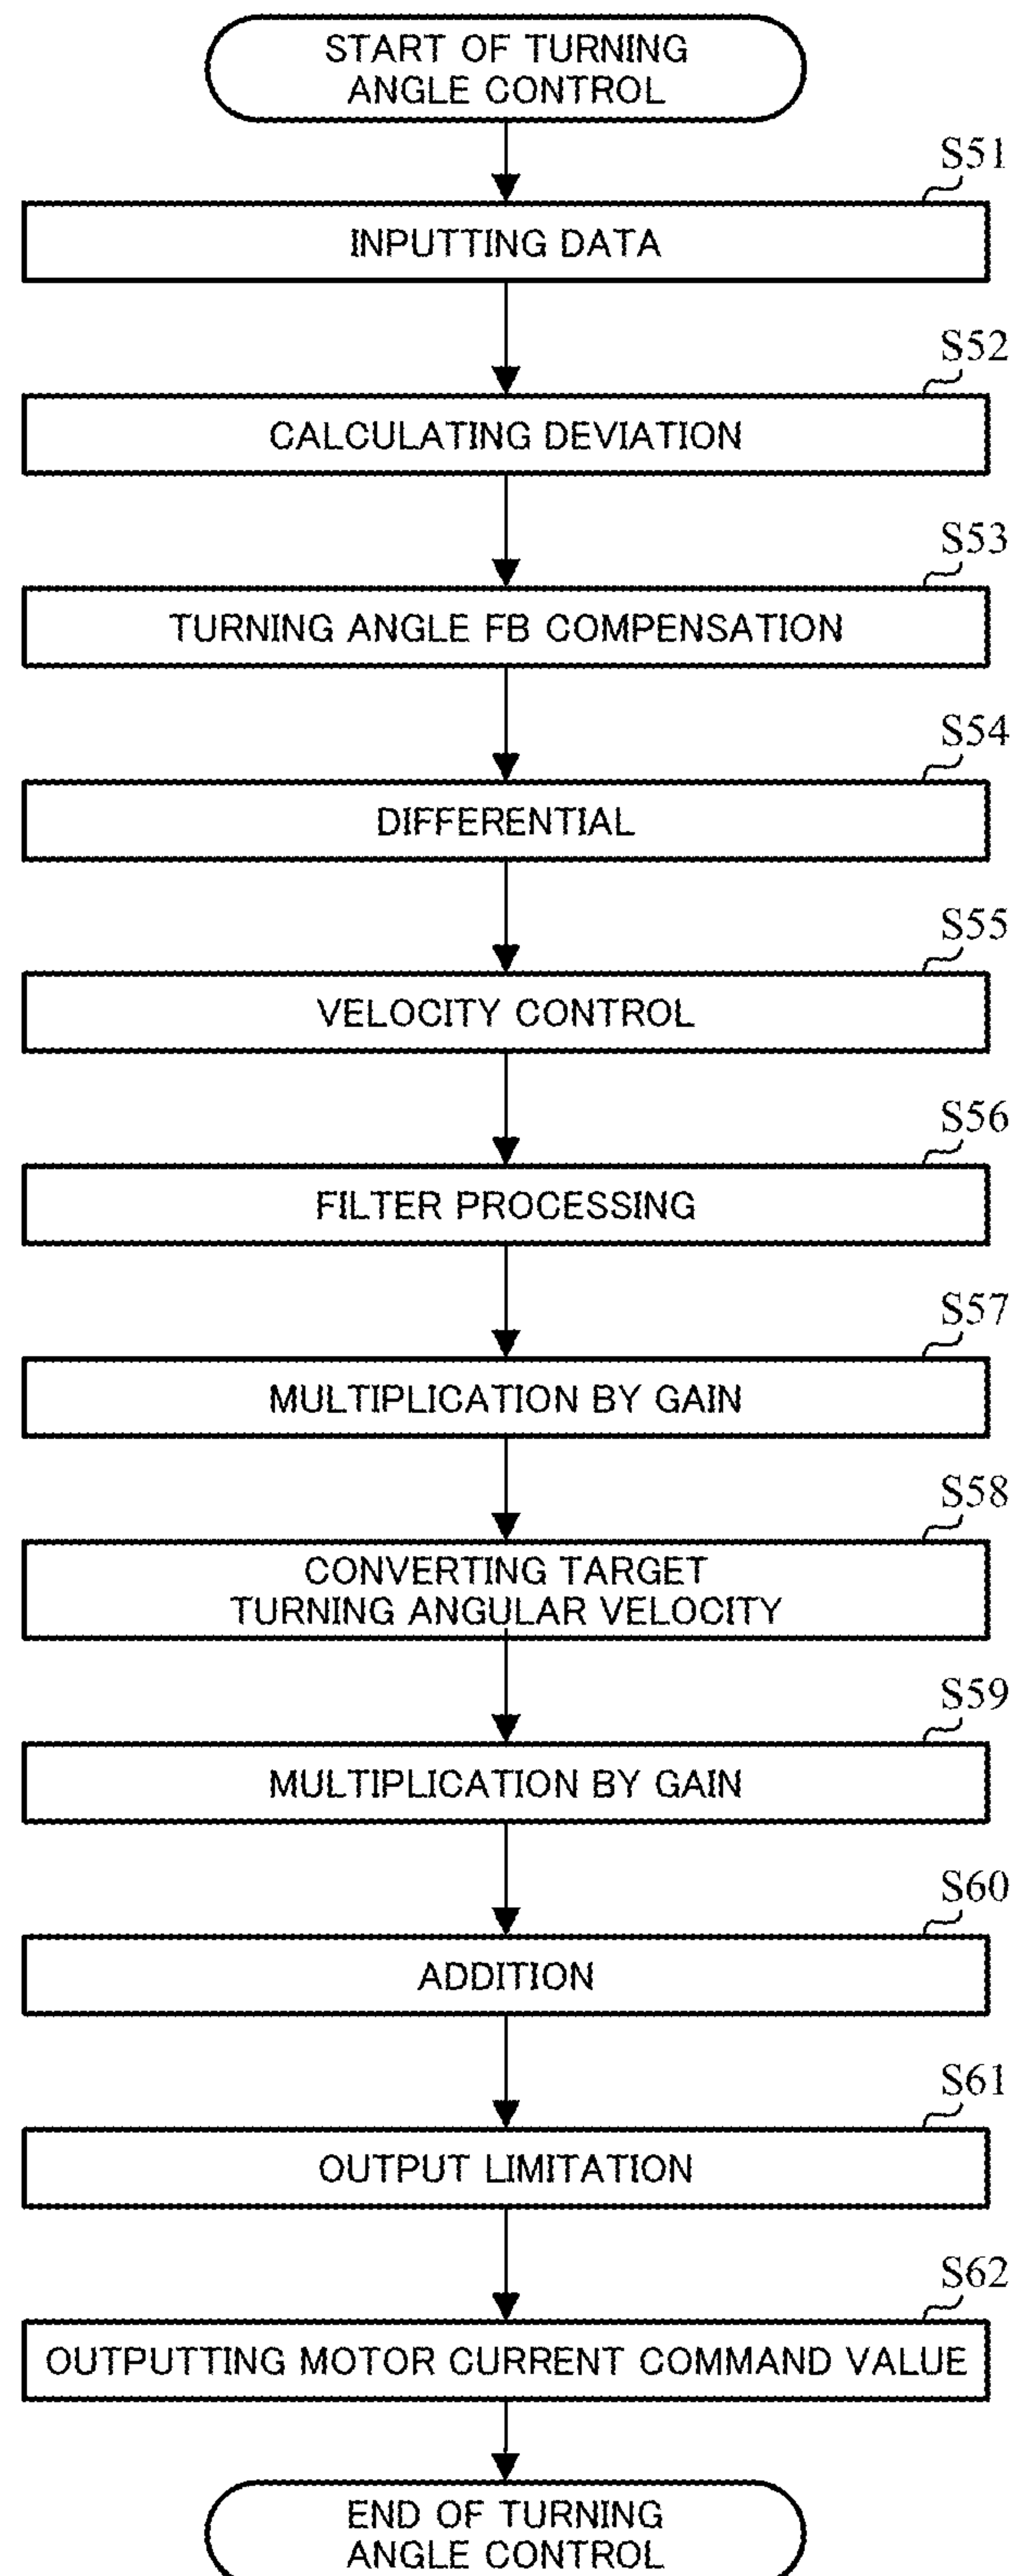 START OF TURNING
ANGLE CONTROL
S51
INPUTTING DATA
S52
CALCULATING DEVIATION
S53
TURNING ANGLE FB COMPENSATION
S54
DIFFERENTIAL
S55
VELOCITY CONTROL
S56
FILTER PROCESSING
S57
MULTIPLICATION BY GAIN
S58
CONVERTING TARGET
TURNING ANGULAR VELOCITY
S59
MULTIPLICATION BY GAIN
S60
ADDITION
S61
OUTPUT LIMITATION
S62
OUTPUTTING MOTOR CURRENT COMMAND VALUE
END OF TURNING
ANGLE CONTROL